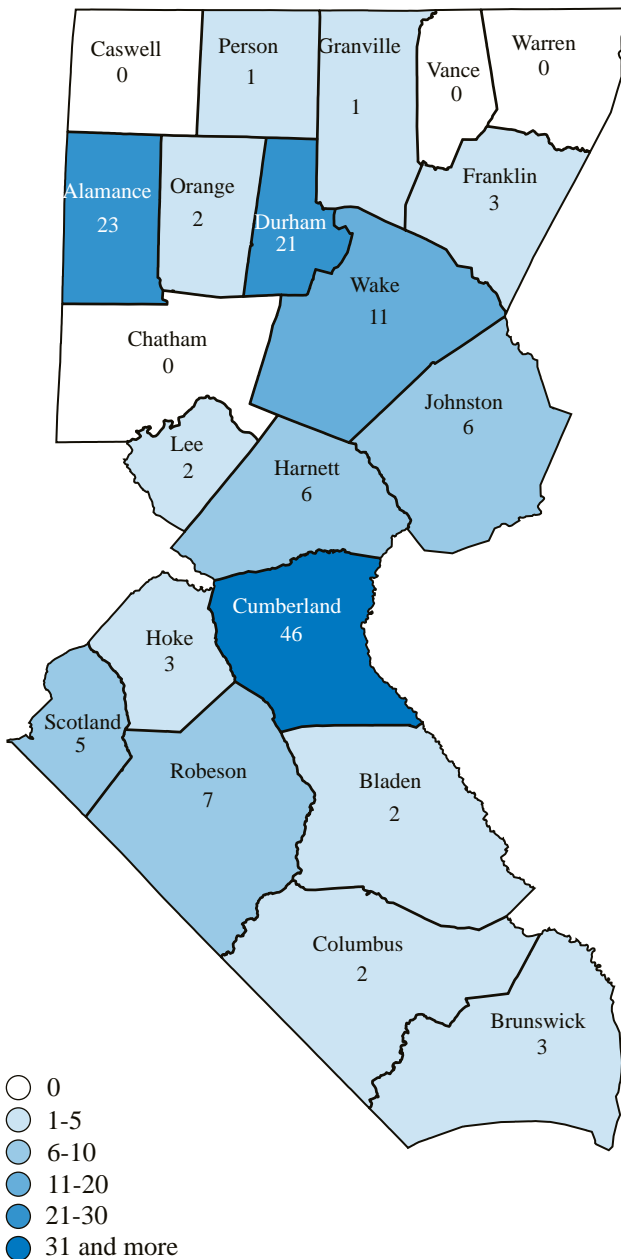 Caswell
0
Person
1
Granville
1
Vance
0
Warren
0
Alamance
23
Orange
2
Durham
21
Franklin
3
Wake
11
Chatham
0
Johnston
6
Lee
2
Harnett
6
Cumberland
46
Hoke
3
Scotland
5
Robeson
7
Bladen
2
Columbus
2
Brunswick
3
0
1-5
6-10
11-20
21-30
31 and more